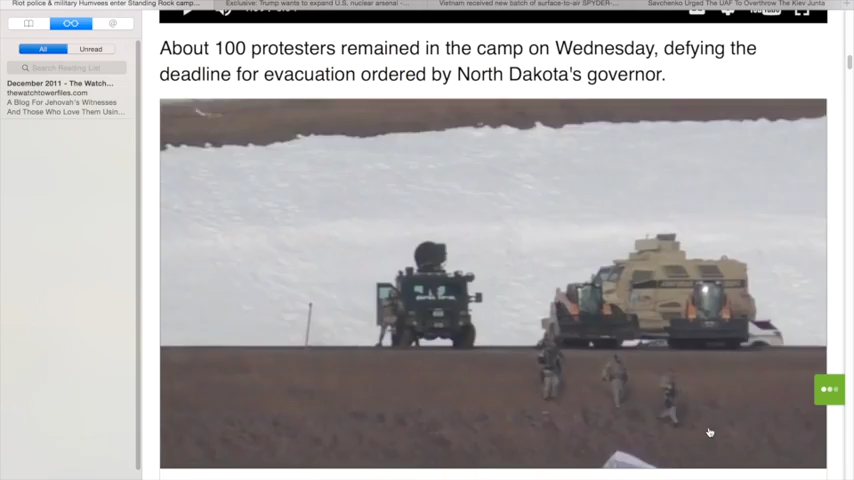 Riot police & military Humvees enter Standing Rock camp...
Exclusive: Trump wants to expand U.S. nuclear arsenal -...
Vietnam received new batch of surface-to-air SPYDER-...
Savchenko Urged The UAF To Overthrow The Kiev Junta
All
Unread
Search Reading List
December 2011 - The Watch...
thewatchtowerfiles.com
A Blog For Jehovah's Witnesses
And Those Who Love Them Usin...
About 100 protesters remained in the camp on Wednesday, defying the
deadline for evacuation ordered by North Dakota's governor.